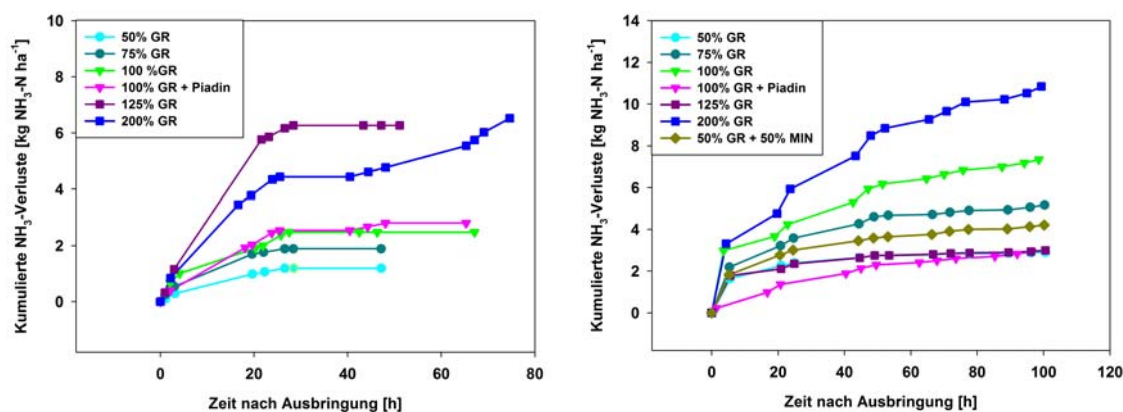 Kumulierte NH₃-Verluste [kg NH₃-N ha⁻¹]
10
8
6
4
2
0
50% GR
75% GR
100 %GR
100% GR + Piadin
125% GR
200% GR
0 20 40 60 80
Zeit nach Ausbringung [h]
Kumulierte NH₃-Verluste [kg NH₃-N ha⁻¹]
14
12
10
8
6
4
2
0
50% GR
75% GR
100% GR
100% GR + Piadin
125% GR
200% GR
50% GR + 50% MIN
0 20 40 60 80 100 120
Zeit nach Ausbringung [h]